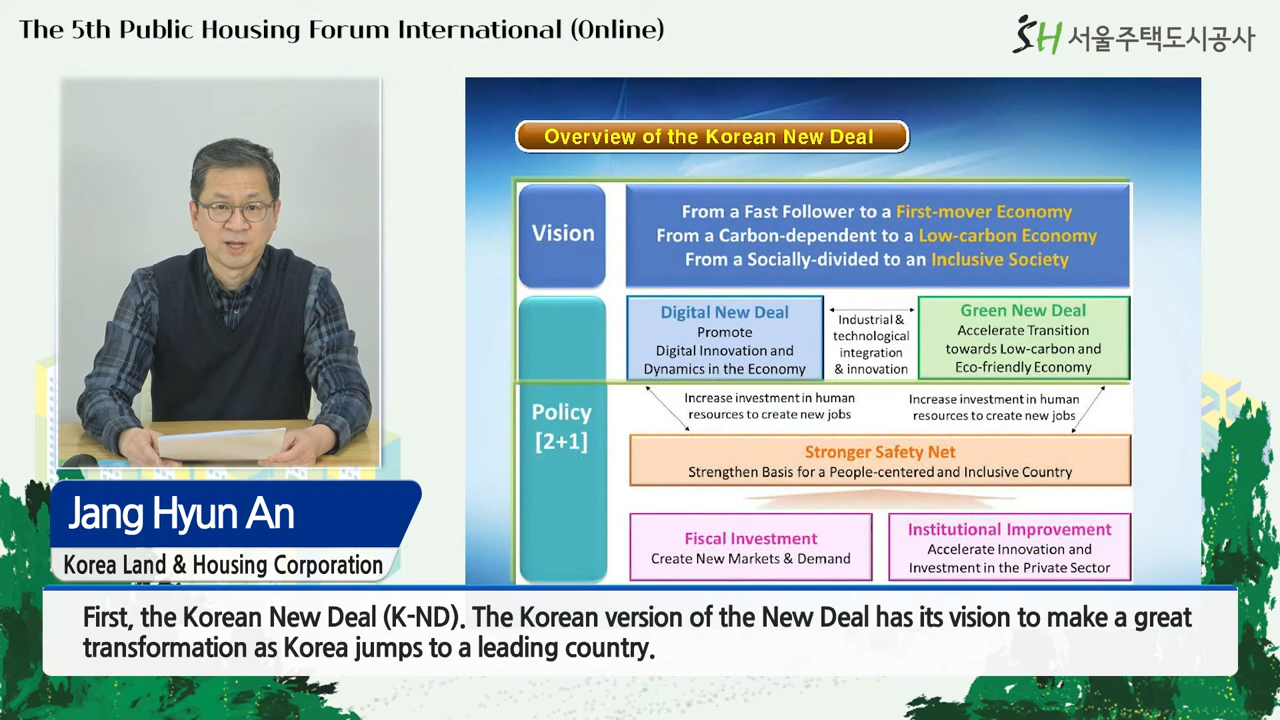 The 5th Public Housing Forum International (Online)
SH 서울주택도시공사
Overview of the Korean New Deal
Vision
From a Fast Follower to a First-mover Economy
From a Carbon-dependent to a Low-carbon Economy
From a Socially-divided to an Inclusive Society
Policy
[2+1]
Digital New Deal
Promote
Digital Innovation and
Dynamics in the Economy
Industrial &
technological
integration
& innovation
Green New Deal
Accelerate Transition
towards Low-carbon and
Eco-friendly Economy
Increase investment in human
resources to create new jobs
Increase investment in human
resources to create new jobs
Stronger Safety Net
Strengthen Basis for a People-centered and Inclusive Country
Fiscal Investment
Create New Markets & Demand
Institutional Improvement
Accelerate Innovation and
Investment in the Private Sector
Jang Hyun An
Korea Land & Housing Corporation
First, the Korean New Deal (K-ND). The Korean version of the New Deal has its vision to make a great
transformation as Korea jumps to a leading country.